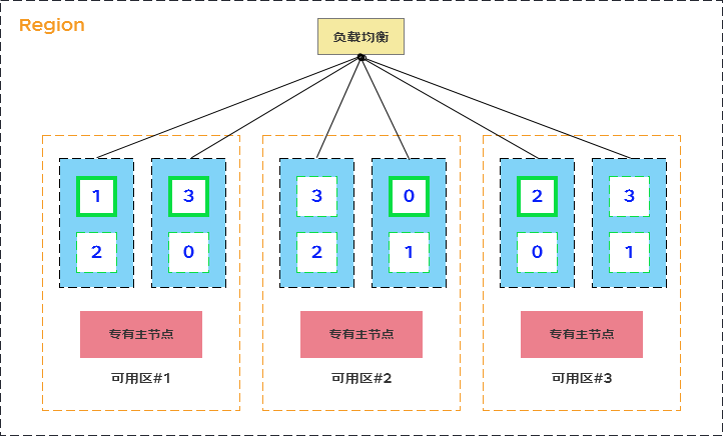 Region
负载均衡
1 3 3 0 2 3
2 0 2 1 0 1
专有主节点 专有主节点 专有主节点
可用区#1 可用区#2 可用区#3